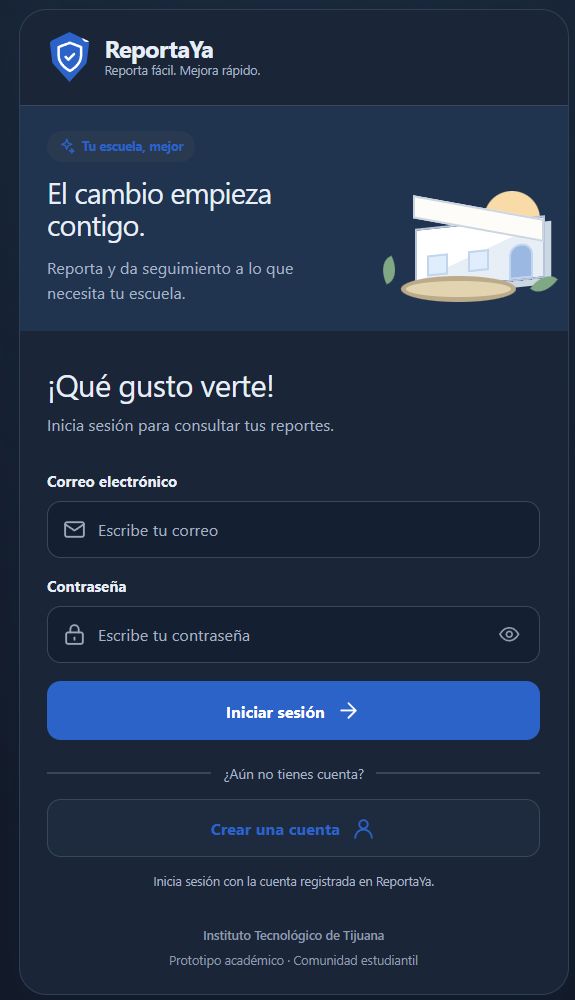 ReportaYa
Reporta fácil. Mejora rápido.
Tu escuela, mejor
El cambio empieza
contigo.
Reporta y da seguimiento a lo que
necesita tu escuela.
¡Qué gusto verte!
Inicia sesión para consultar tus reportes.
Correo electrónico
Escribe tu correo
Contraseña
Escribe tu contraseña
Iniciar sesión
¿Aún no tienes cuenta?
Crear una cuenta
Inicia sesión con la cuenta registrada en ReportaYa.
Instituto Tecnológico de Tijuana
Prototipo académico · Comunidad estudiantil